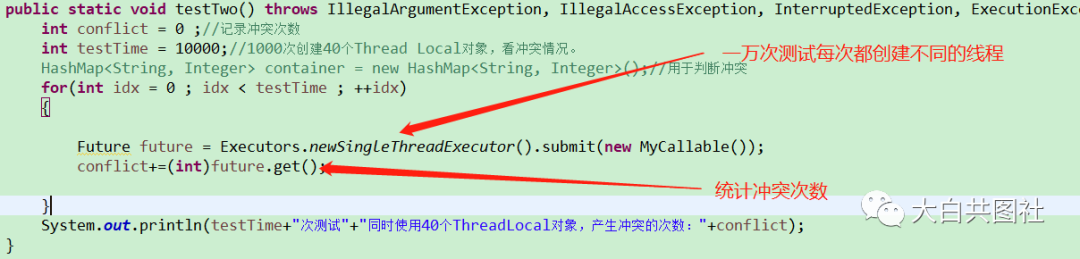 public static void testTwo() throws IllegalArgumentException, IllegalAccessException, InterruptedException, ExecutionExce
int conflict = 0 ;//记录冲突次数
int testTime = 10000;//1000次创建40个Thread Local对象，看冲突情况。
HashMap<String, Integer> container = new HashMap<String, Integer>();//用于判断冲突
一万次测试每次都创建不同的线程
for(int idx = 0 ; idx < testTime ; ++idx)
{
Future future = Executors.newSingleThreadExecutor().submit(new MyCallable());
conflict+=(int)future.get();
统计冲突次数
}
大白共图社
System.out.println(testTime+"次测试"+"同时使用40个ThreadLocal对象，产生冲突的次数："+conflict);
}